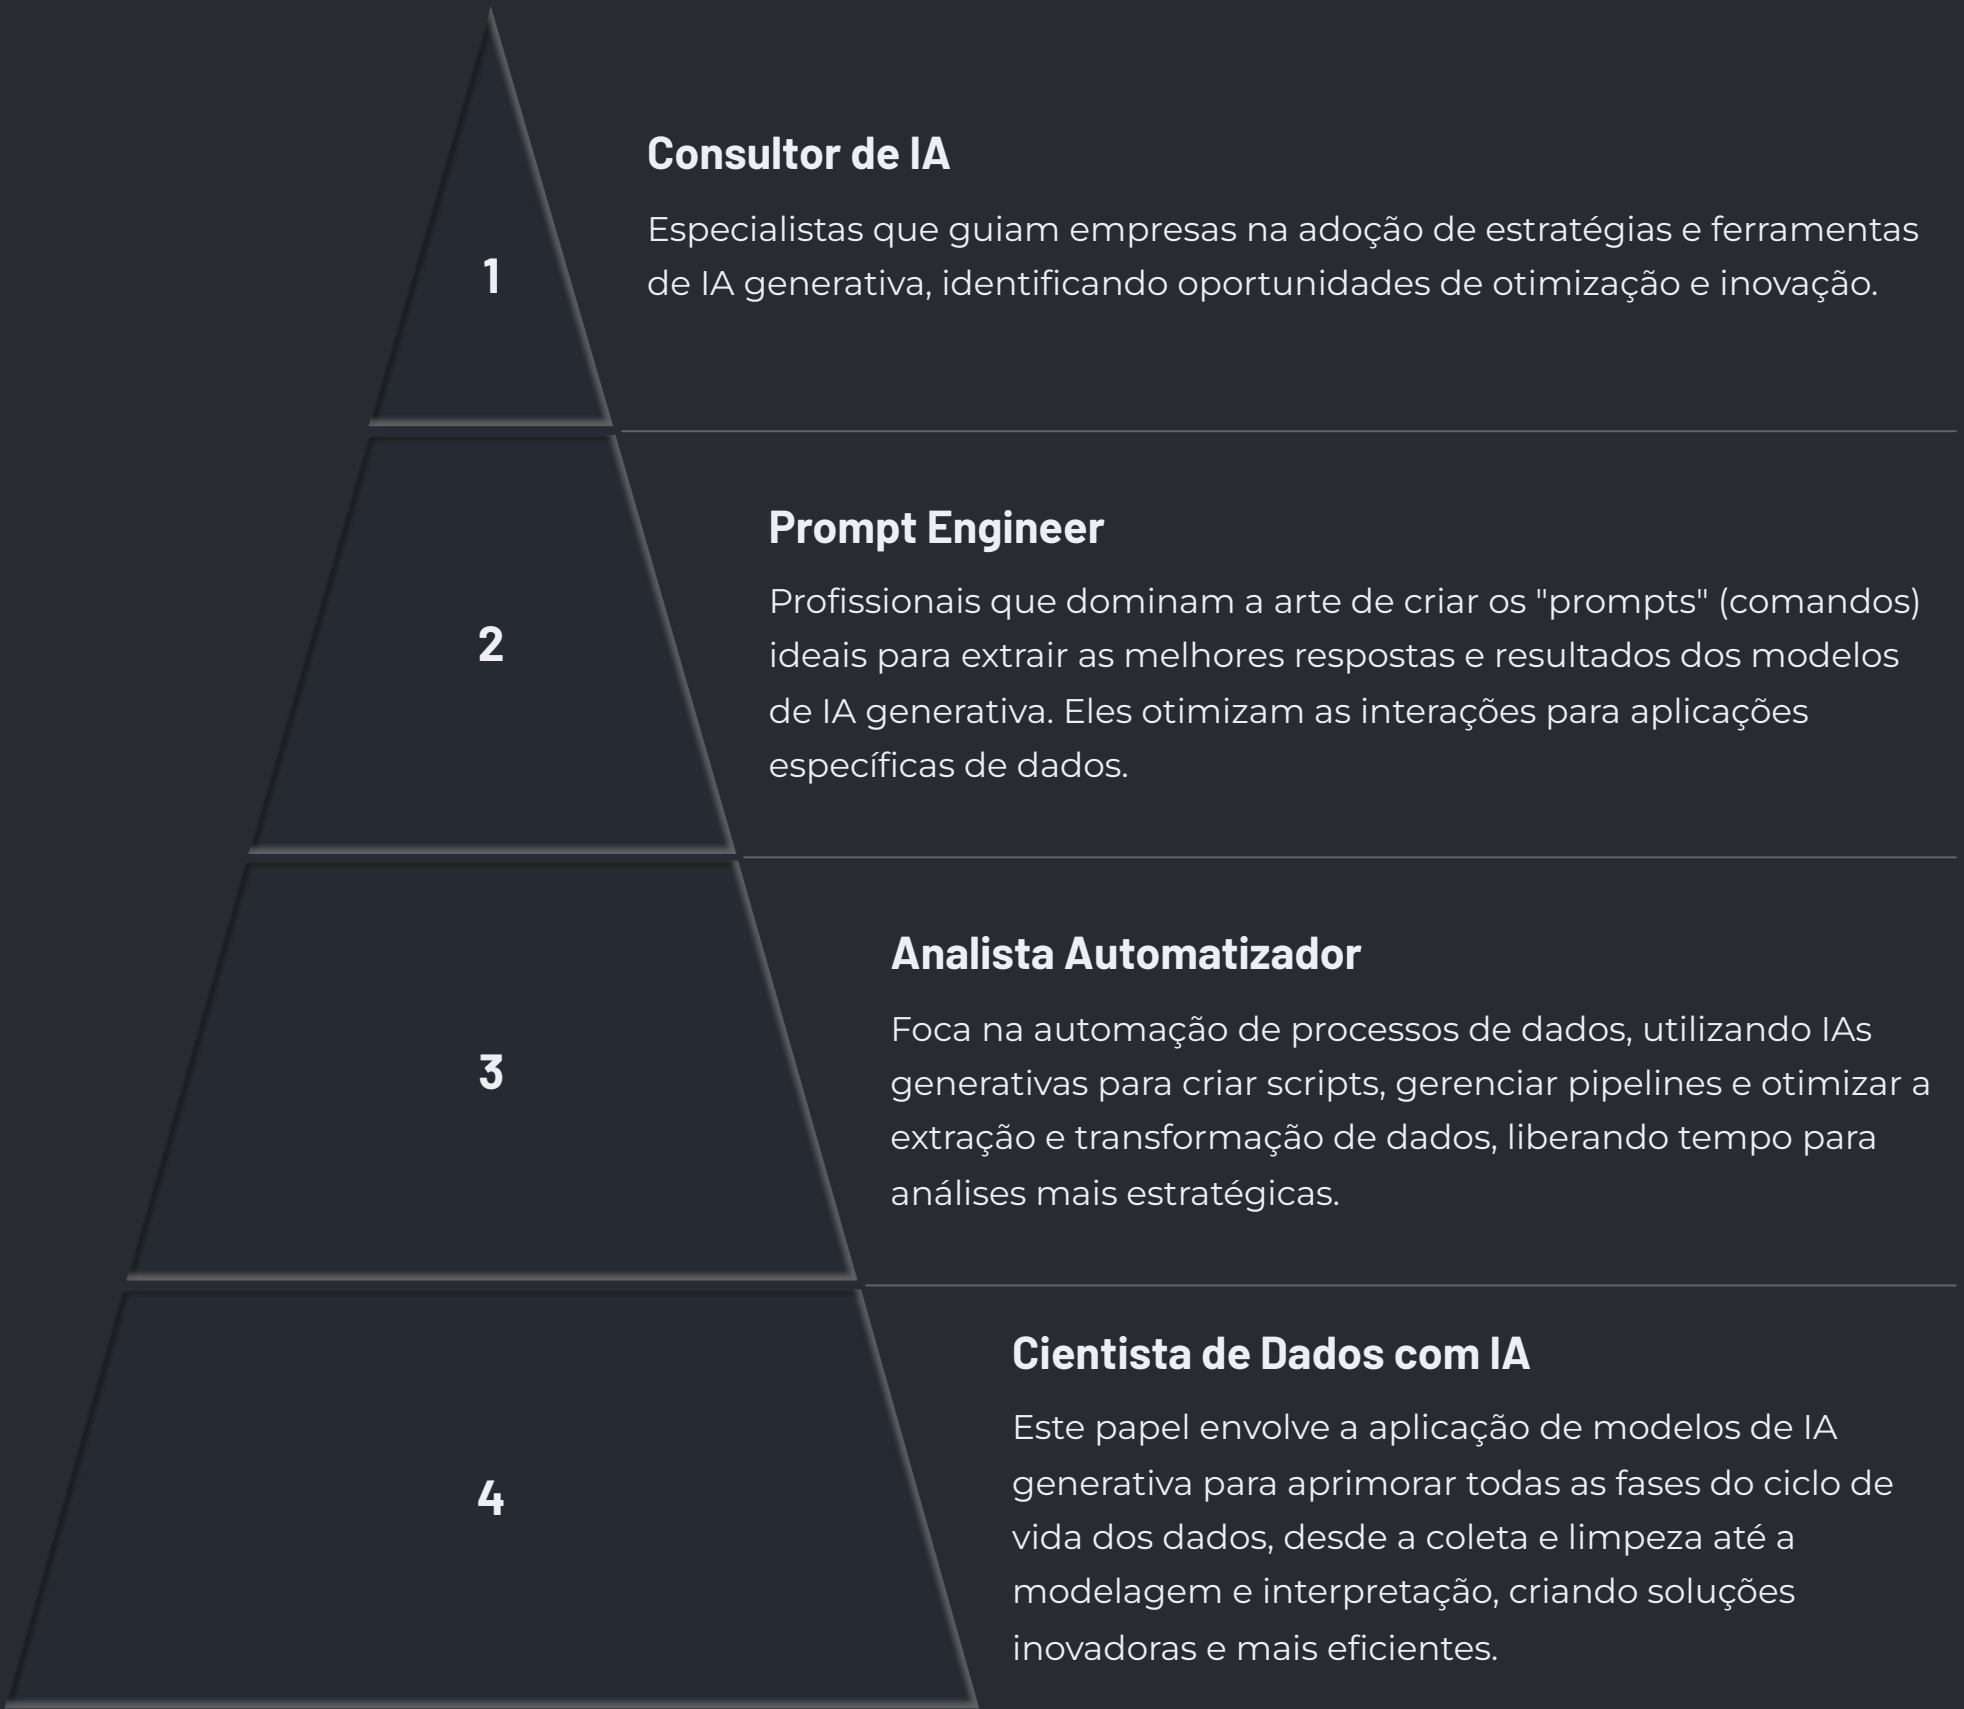 Consultor de IA
Especialistas que guiam empresas na adoção de estratégias e ferramentas
de IA generativa, identificando oportunidades de otimização e inovação.
1
Prompt Engineer
Profissionais que dominam a arte de criar os "prompts" (comandos)
ideais para extrair as melhores respostas e resultados dos modelos
de IA generativa. Eles otimizam as interações para aplicações
específicas de dados.
2
Analista Automatizador
Foca na automação de processos de dados, utilizando IAs
generativas para criar scripts, gerenciar pipelines e otimizar a
extração e transformação de dados, liberando tempo para
análises mais estratégicas.
3
Cientista de Dados com IA
Este papel envolve a aplicação de modelos de IA
generativa para aprimorar todas as fases do ciclo de
vida dos dados, desde a coleta e limpeza até a
modelagem e interpretação, criando soluções
inovadoras e mais eficientes.
4